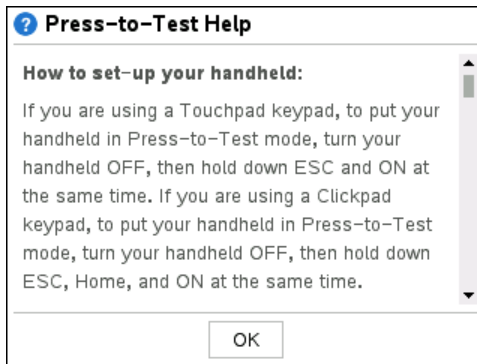 Press-to-Test Help
How to set-up your handheld:
If you are using a Touchpad keypad, to put your
handheld in Press-to-Test mode, turn your
handheld OFF, then hold down ESC and ON at
the same time. If you are using a Clickpad
keypad, to put your handheld in Press-to-Test
mode, turn your handheld OFF, then hold down
ESC, Home, and ON at the same time.
OK